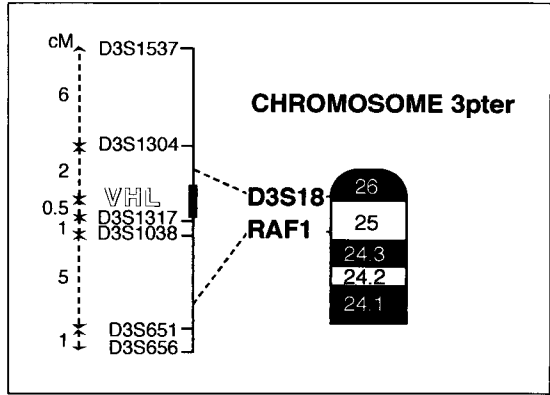 cM
D3S1537
6
CHROMOSOME 3pter
D3S1304
2
VHL
0.5
D3S1317
1
D3S1038
5
D3S651
1
D3S656
D3S18
RAF1
26
25
24.3
24.2
24.1